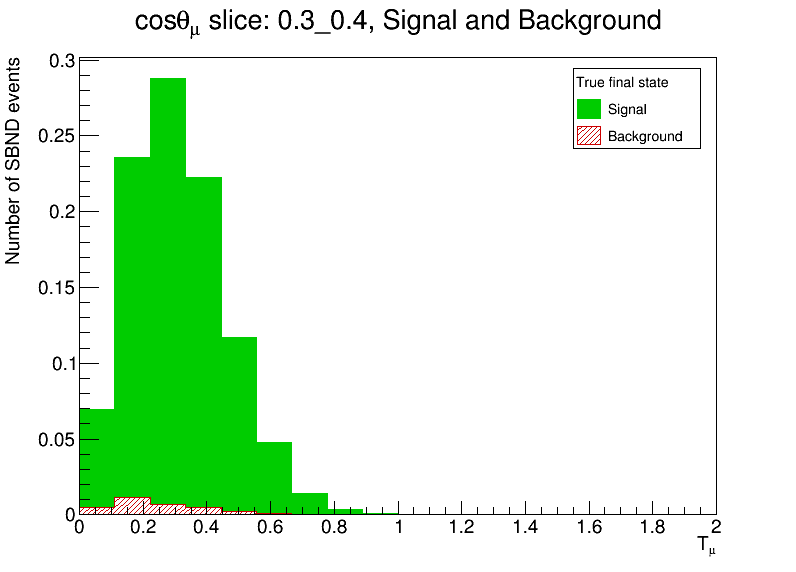 cosθμ slice: 0.3_0.4, Signal and Background
Number of SBND events
0.3
0.25
0.2
0.15
0.1
0.05
0
True final state
Signal
Background
0 0.2 0.4 0.6 0.8 1 1.2 1.4 1.6 1.8 2
Tμ